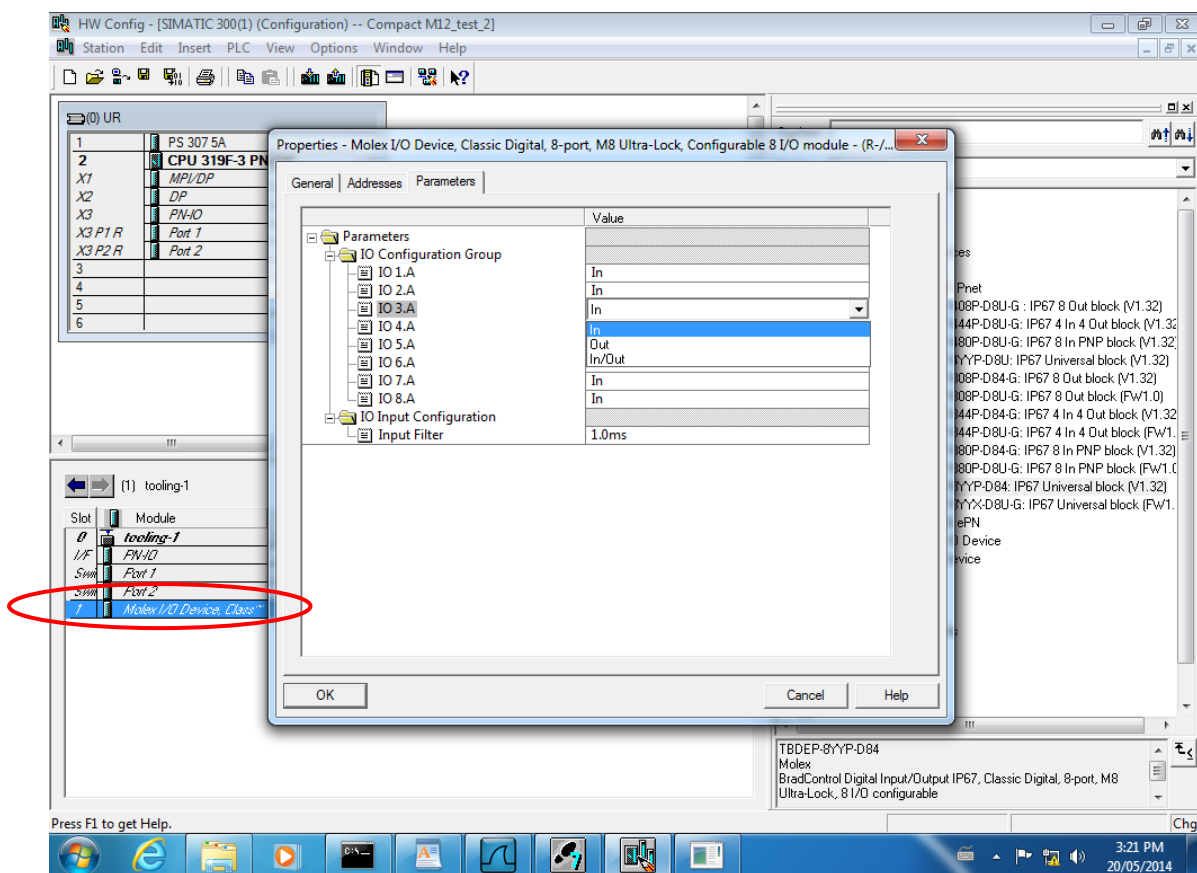 HW Config - [SIMATIC 300(1) (Configuration) -- Compact M12_test_2]
Station Edit Insert PLC View Options Window Help
(0) UR
1 PS 307 5A
2 CPU 319F-3 PN
X1 MPI/DP
X2 DP
X3 PN-IO
X3 P1 R Port 1
X3 P2 R Port 2
3
4
5
6
Properties - Molex I/O Device, Classic Digital, 8-port, M8 Ultra-Lock, Configurable 8 I/O module - (R-/...
General Addresses Parameters
Value
Parameters
IO Configuration Group
IO 1.A In
IO 2.A In
IO 3.A In
IO 4.A In
IO 5.A Out
IO 6.A In/Out
IO 7.A In
IO 8.A In
IO Input Configuration
Input Filter 1.0ms
OK Cancel Help
Pnet
08P-D8U-G : IP67 8 Out block (V1.32)
44P-D8U-G: IP67 4 In 4 Out block (V1.32
80P-D8U-G: IP67 8 In PNP block (V1.32)
YYP-D8U: IP67 Universal block (V1.32)
08P-D84-G: IP67 8 Out block (V1.32)
08P-D8U-G: IP67 8 Out block (FW1.0)
44P-D84-G: IP67 4 In 4 Out block (V1.32
44P-D8U-G: IP67 4 In 4 Out block (FW1.
80P-D84-G: IP67 8 In PNP block (V1.32)
80P-D8U-G: IP67 8 In PNP block (FW1.0
YYP-D84: IP67 Universal block (V1.32)
YYX-D8U-G: IP67 Universal block (FW1.
ePN
Device
evice
(1) tooling-1
Slot Module
0 tooling-1
I/F PN-IO
Swi Port 1
Swi Port 2
1 Molex I/O Device, Class
TBDEP-8YYP-D84
Molex
BradControl Digital Input/Output IP67, Classic Digital, 8-port, M8
Ultra-Lock, 8 I/O configurable
Press F1 to get Help.
Chg
3:21 PM
20/05/2014